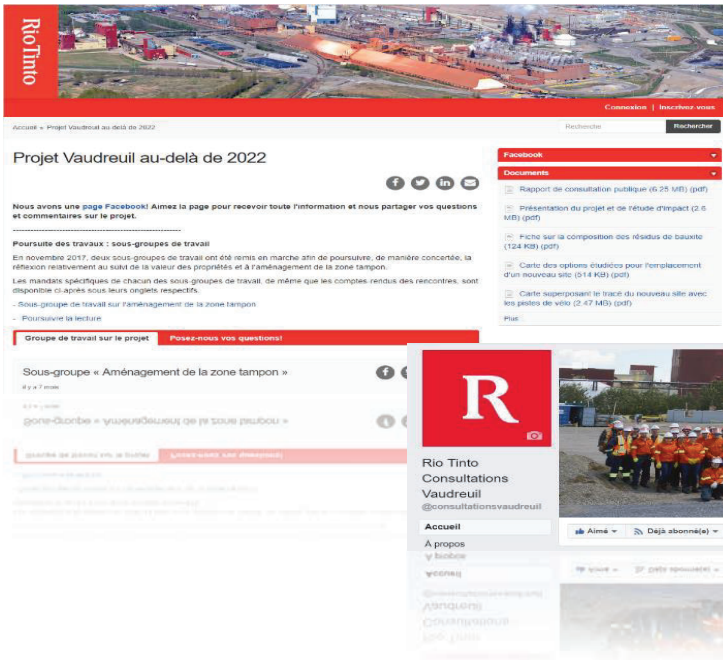 RioTinto
Connexion | Inscrivez-vous
Accueil » Projet Vaudreuil au-delà de 2022
Recherche
Rechercher
Projet Vaudreuil au-delà de 2022
Nous avons une page Facebook! Aimez la page pour recevoir toute l'information et nous partager vos questions
et commentaires sur le projet.
------------------------------------------------------------
Poursuite des travaux : sous-groupes de travail
En novembre 2017, deux sous-groupes de travail ont été remis en marche afin de poursuivre, de manière concertée, la
réflexion relativement au suivi de la valeur des propriétés et à l'aménagement de la zone tampon.
Les mandats spécifiques de chacun des sous-groupes de travail, de même que les comptes rendus des rencontres, sont
disponible ci-après sous leurs onglets respectifs.
- Sous-groupe de travail sur l'aménagement de la zone tampon
- Poursuivre la lecture
Groupe de travail sur le projet
Posez-nous vos questions!
Sous-groupe « Aménagement de la zone tampon »
il y a 7 mois
Facebook
Documents
Rapport de consultation publique (6.25 MB) (pdf)
Présentation du projet et de l'étude d'impact (2.6
MB) (pdf)
Fiche sur la composition des résidus de bauxite
(124 KB) (pdf)
Carte des options étudiées pour l'emplacement
d'un nouveau site (514 KB) (pdf)
Carte superposant le tracé du nouveau site avec
les pistes de vélo (2.47 MB) (pdf)
Plus
R
Rio Tinto
Consultations
Vaudreuil
@consultationsvaudreuil
Accueil
À propos
Aimé
Déjà abonné(e)